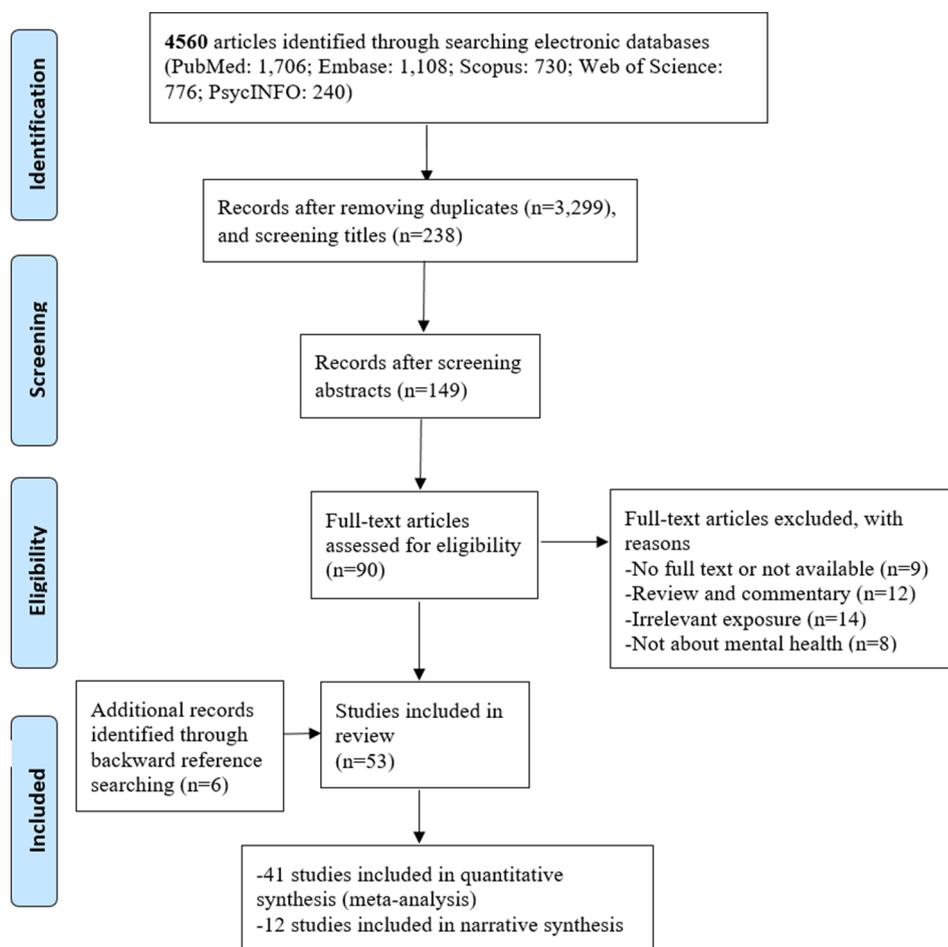 Identification
4560 articles identified through searching electronic databases
(PubMed: 1,706; Embase: 1,108; Scopus: 730; Web of Science:
776; PsycINFO: 240)
Records after removing duplicates (n=3,299),
and screening titles (n=238)
Screening
Records after screening
abstracts (n=149)
Eligibility
Full-text articles
assessed for eligibility
(n=90)
Full-text articles excluded, with
reasons
-No full text or not available (n=9)
-Review and commentary (n=12)
-Irrelevant exposure (n=14)
-Not about mental health (n=8)
Included
Additional records
identified through
backward reference
searching (n=6)
Studies included in
review
(n=53)
-41 studies included in quantitative
synthesis (meta-analysis)
-12 studies included in narrative synthesis